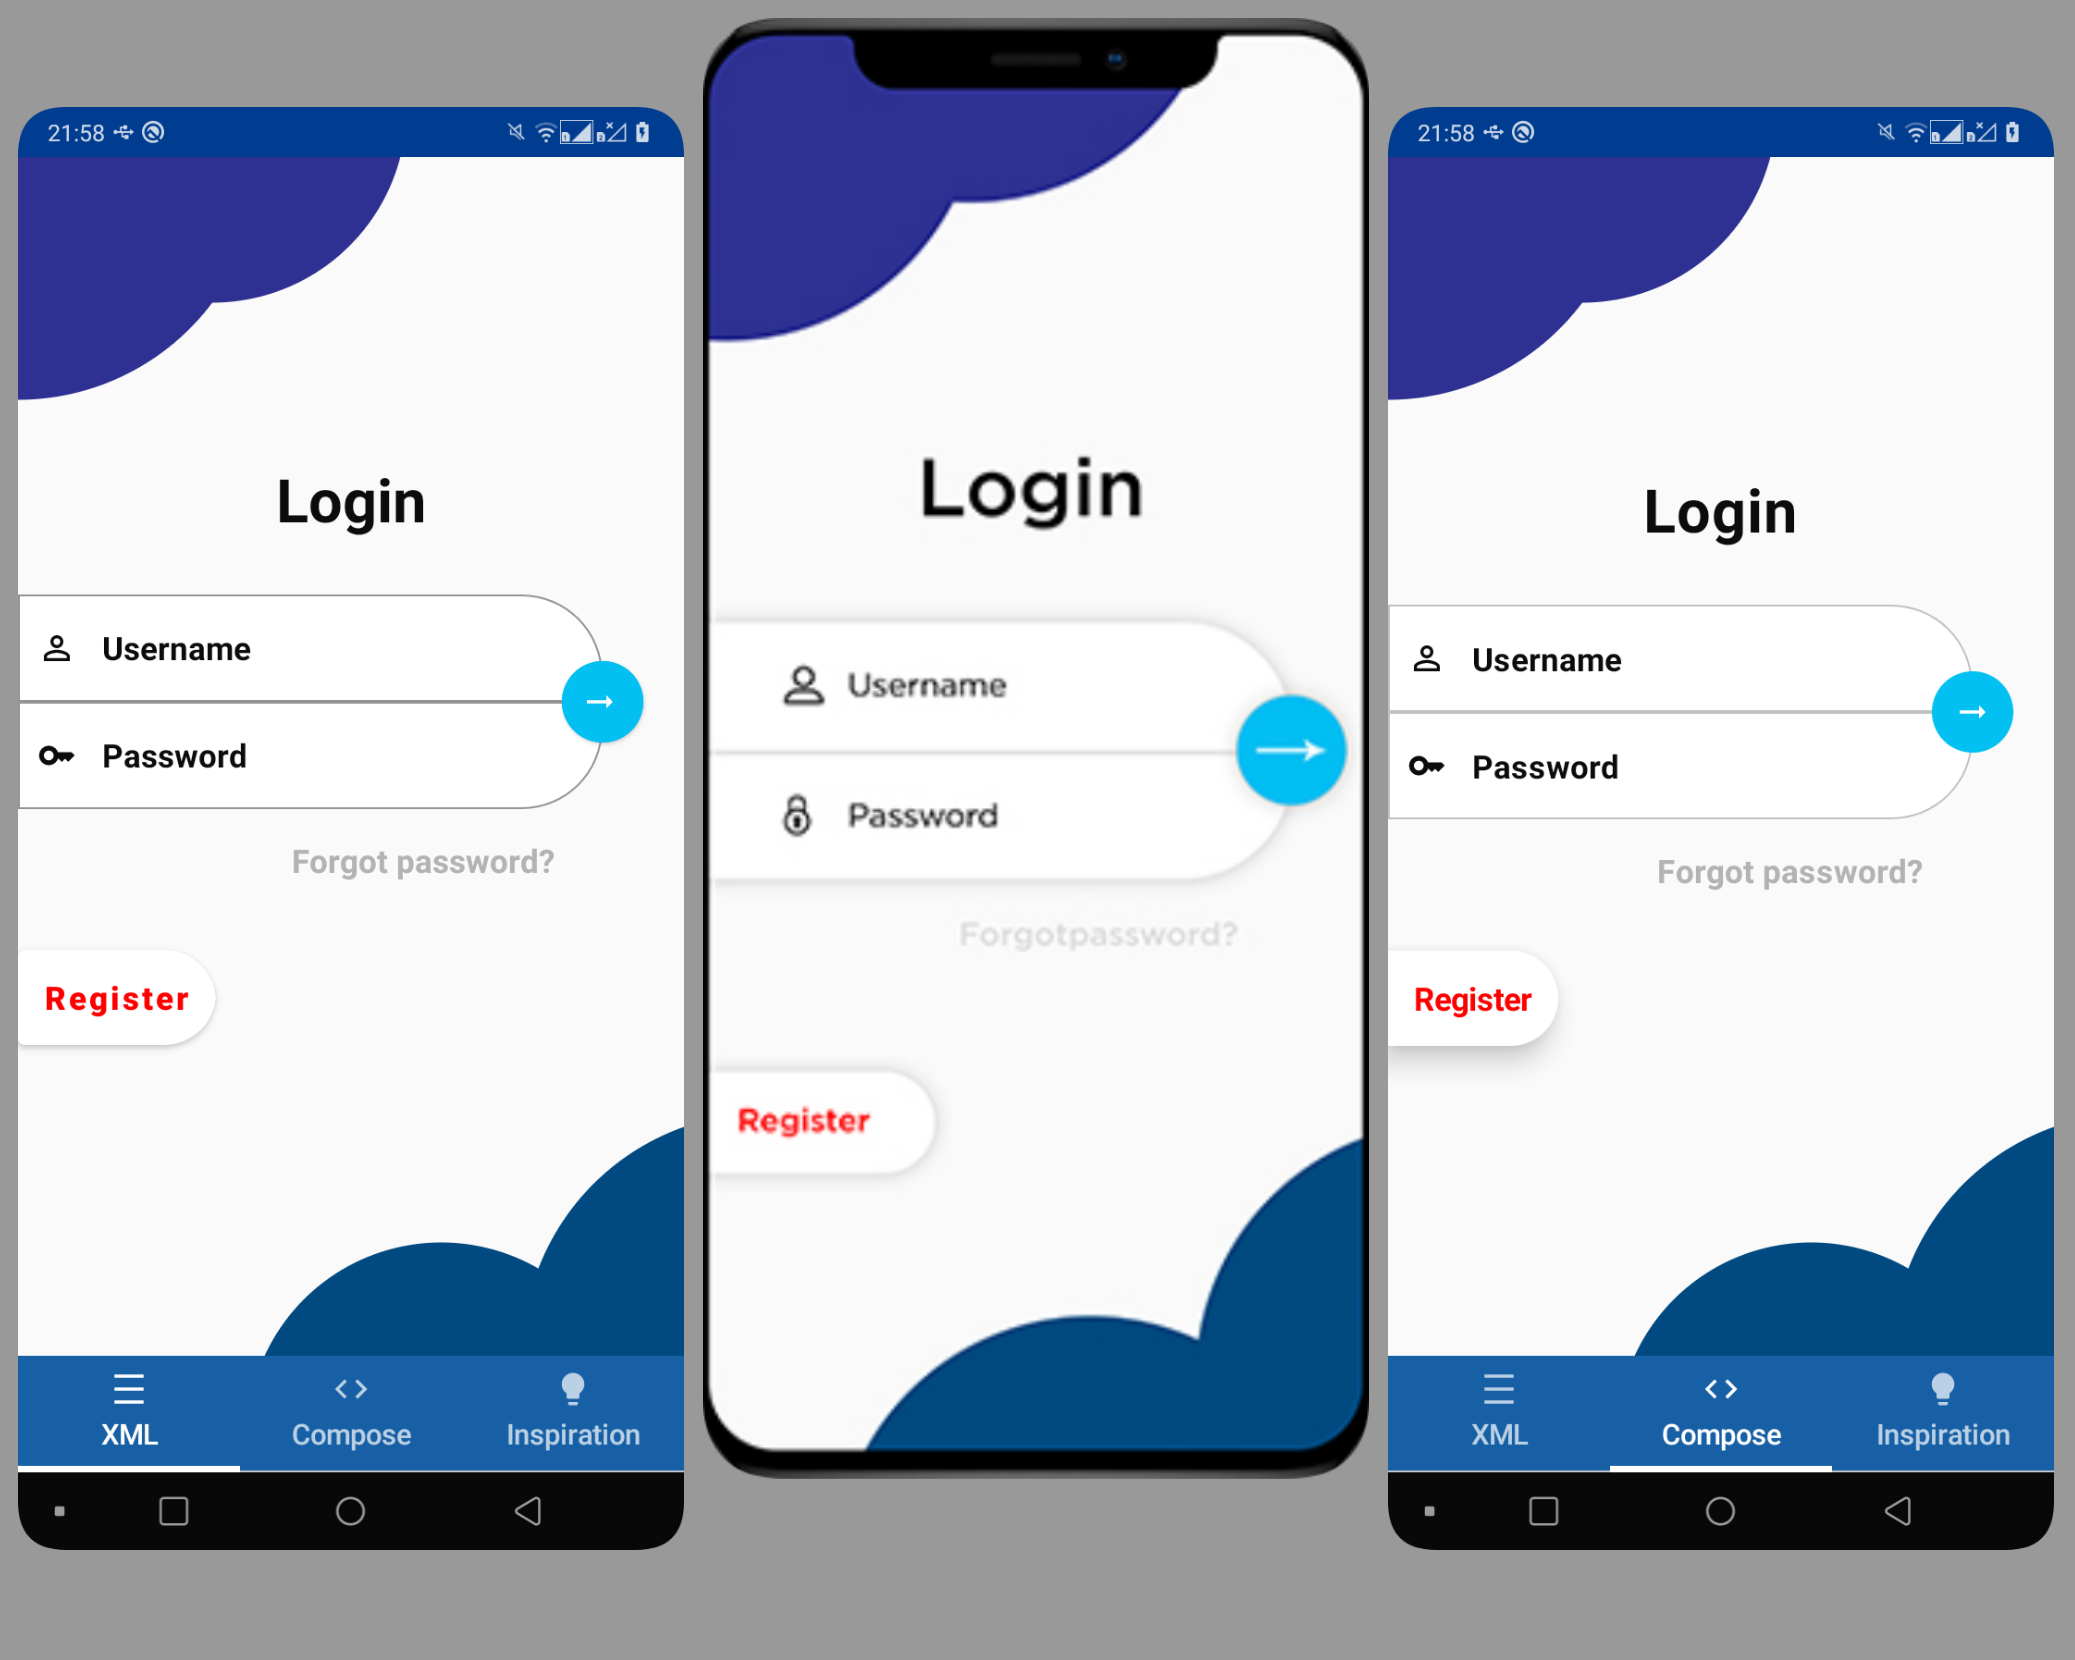 21:58
Login
Username
Password
Forgot password?
Register
XML Compose Inspiration
Login
Username
Password
Forgotpassword?
Register
21:58
Login
Username
Password
Forgot password?
Register
XML Compose Inspiration